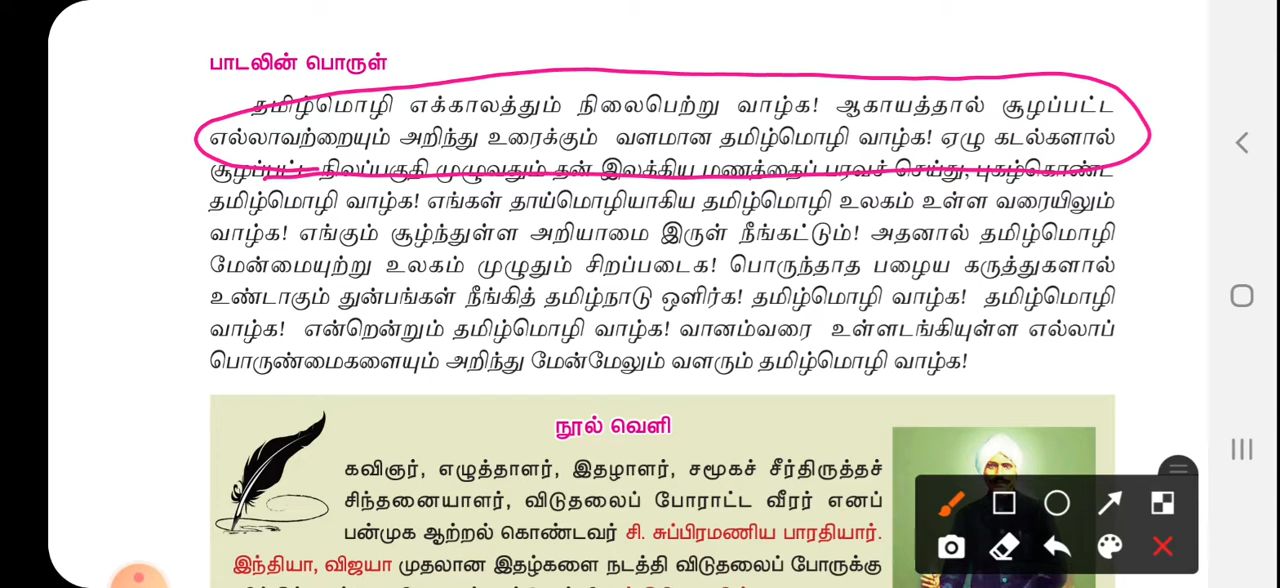 பாடலின் பொருள்
தமிழ்மொழி எக்காலத்தும் நிலைபெற்று வாழ்க! ஆகாயத்தால் சூழப்பட்ட
எல்லாவற்றையும் அறிந்து உரைக்கும் வளமான தமிழ்மொழி வாழ்க! ஏழு கடல்களால்
சூழப்பட்ட நிலப்பகுதி முழுவதும் தன் இலக்கிய மணத்தைப் பரவச் செய்து, புகழ்கொண்ட
தமிழ்மொழி வாழ்க! எங்கள் தாய்மொழியாகிய தமிழ்மொழி உலகம் உள்ள வரையிலும்
வாழ்க! எங்கும் சூழ்ந்துள்ள அறியாமை இருள் நீங்கட்டும்! அதனால் தமிழ்மொழி
மேன்மையுற்று உலகம் முழுதும் சிறப்படைக! பொருந்தாத பழைய கருத்துகளால்
உண்டாகும் துன்பங்கள் நீங்கித் தமிழ்நாடு ஒளிர்க! தமிழ்மொழி வாழ்க! தமிழ்மொழி
வாழ்க! என்றென்றும் தமிழ்மொழி வாழ்க! வானம்வரை உள்ளடங்கியுள்ள எல்லாப்
பொருண்மைகளையும் அறிந்து மேன்மேலும் வளரும் தமிழ்மொழி வாழ்க!
நூல் வெளி
கவிஞர், எழுத்தாளர், இதழாளர், சமூகச் சீர்திருத்தச்
சிந்தனையாளர், விடுதலைப் போராட்ட வீரர் எனப்
பன்முக ஆற்றல் கொண்டவர் சி. சுப்பிரமணிய பாரதியார்.
இந்தியா, விஜயா முதலான இதழ்களை நடத்தி விடுதலைப் போருக்கு